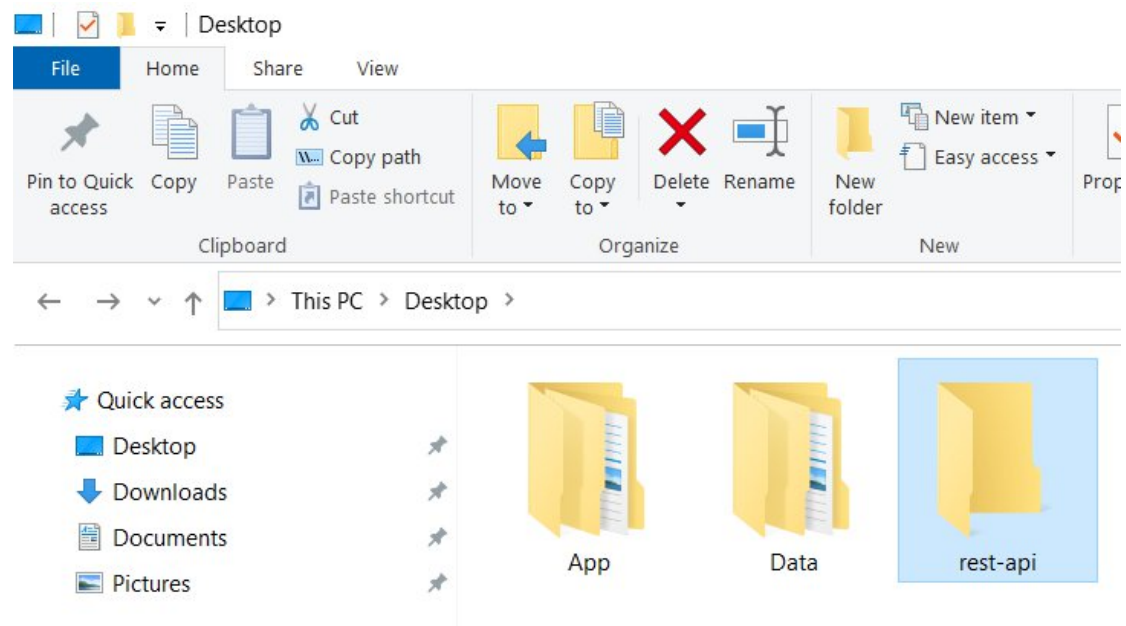 Desktop
File Home Share View
Pin to Quick access
Copy
Paste
Cut
Copy path
Paste shortcut
Clipboard
Move to
Copy to
Delete
Rename
Organize
New folder
New item
Easy access
New
Prop
This PC > Desktop >
Quick access
Desktop
Downloads
Documents
Pictures
App
Data
rest-api